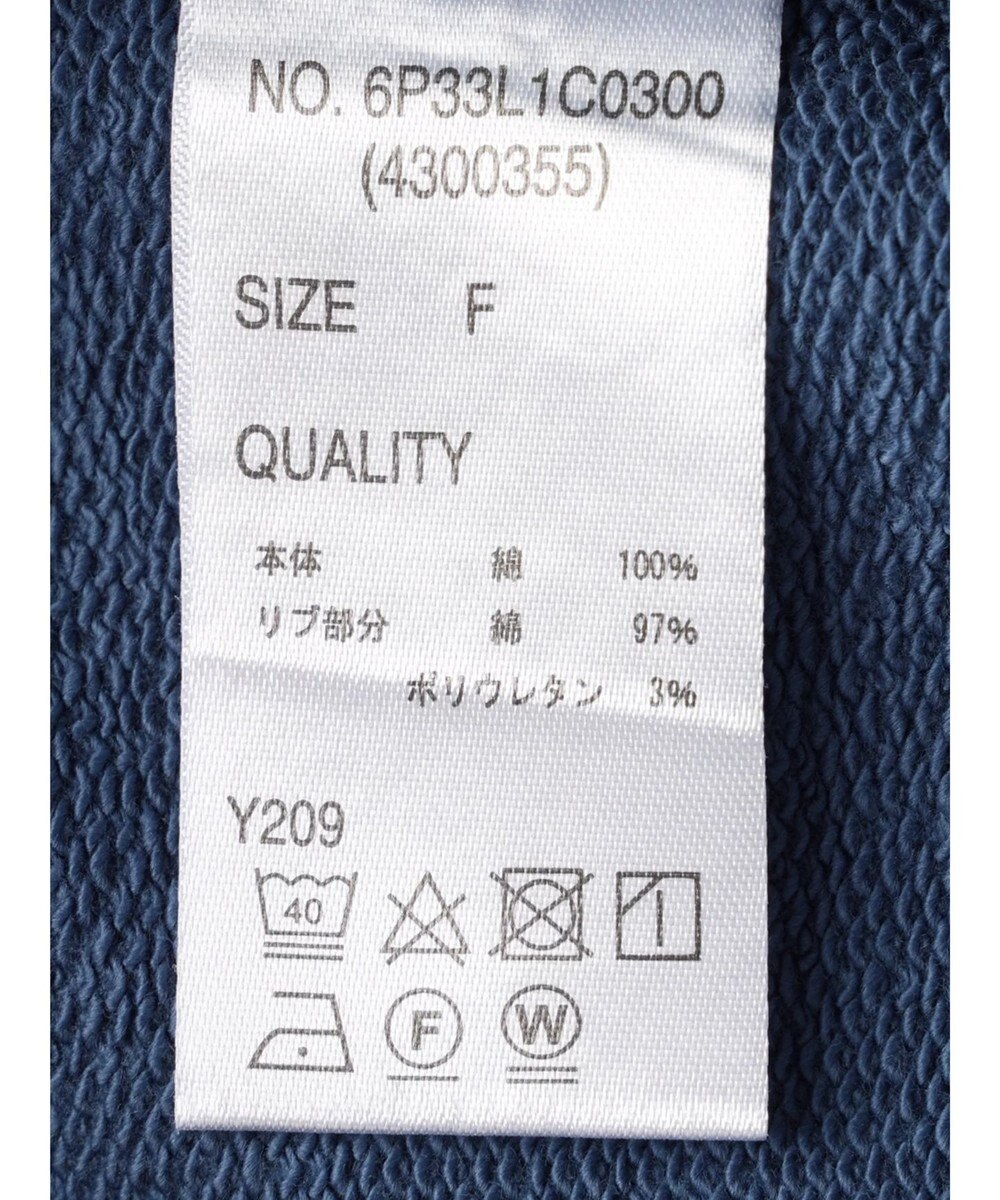 NO. 6P33L1C0300
(4300355)
SIZE F
QUALITY
本体 綿 100%
リブ部分 綿 97%
ポリウレタン 3%
Y209
40
F W